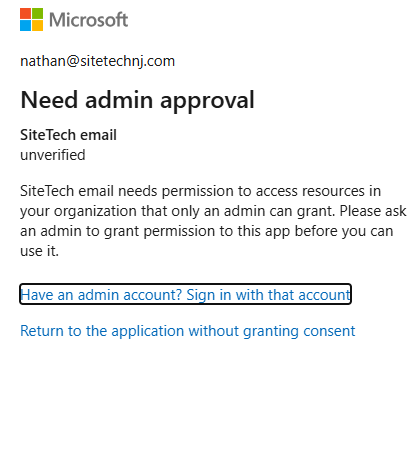 Microsoft
nathan@sitetechnj.com
Need admin approval
SiteTech email
unverified
SiteTech email needs permission to access resources in
your organization that only an admin can grant. Please ask
an admin to grant permission to this app before you can
use it.
Have an admin account? Sign in with that account
Return to the application without granting consent